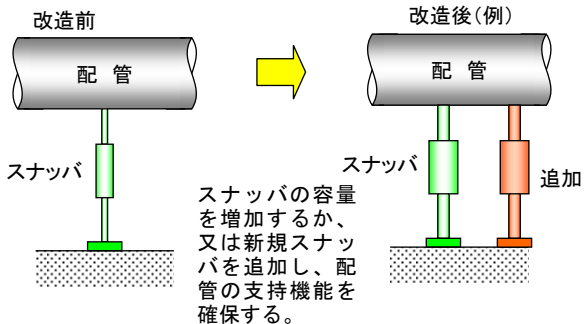 改造前
配 管
スナッバ
スナッバの容量
を増加するか、
又は新規スナッ
バを追加し、配
管の支持機能を
確保する。
改造後（例）
配 管
スナッバ
追加